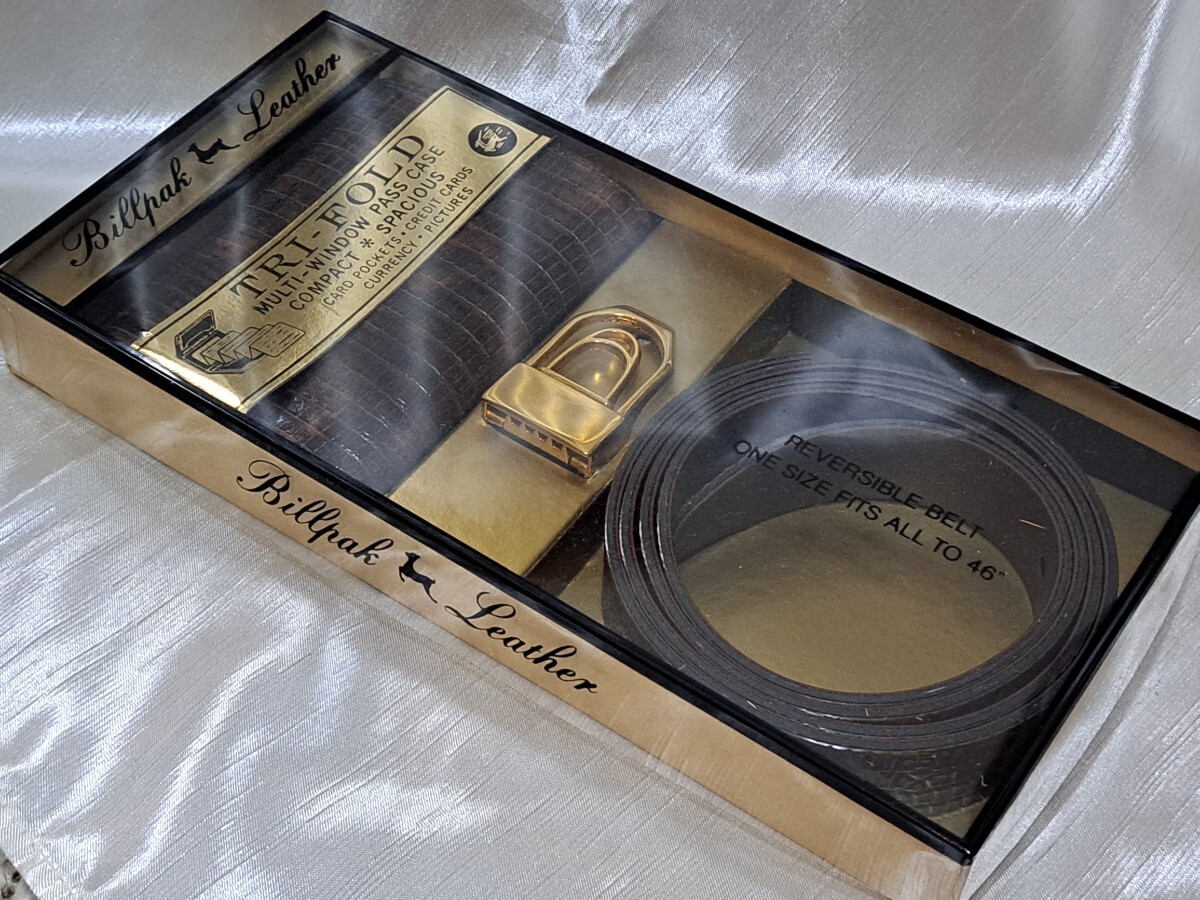 Billpak Leather
TRI-FOLD
MULTI-WINDOW PASS CASE
COMPACT * SPACIOUS
CARD POCKETS • CREDIT CARDS
CURRENCY • PICTURES
REVERSIBLE BELT
ONE SIZE FITS ALL TO 46"
Billpak Leather